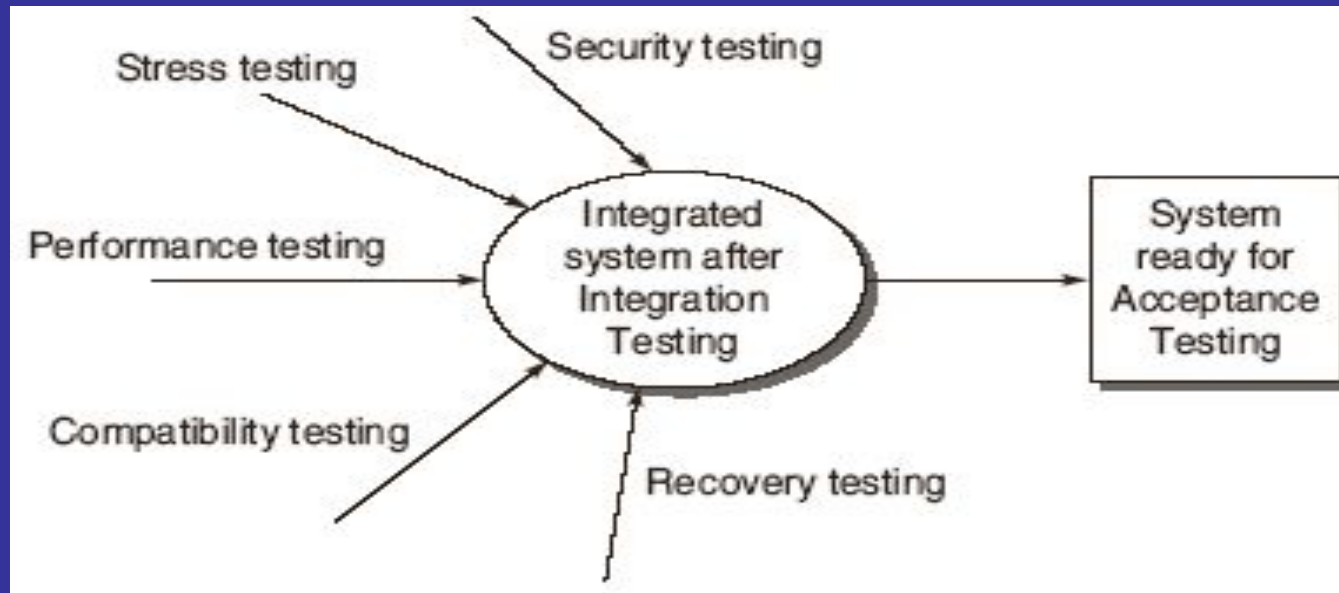 Security testing
Stress testing
Performance testing
Integrated
system after
Integration
Testing
System
ready for
Acceptance
Testing
Compatibility testing
Recovery testing